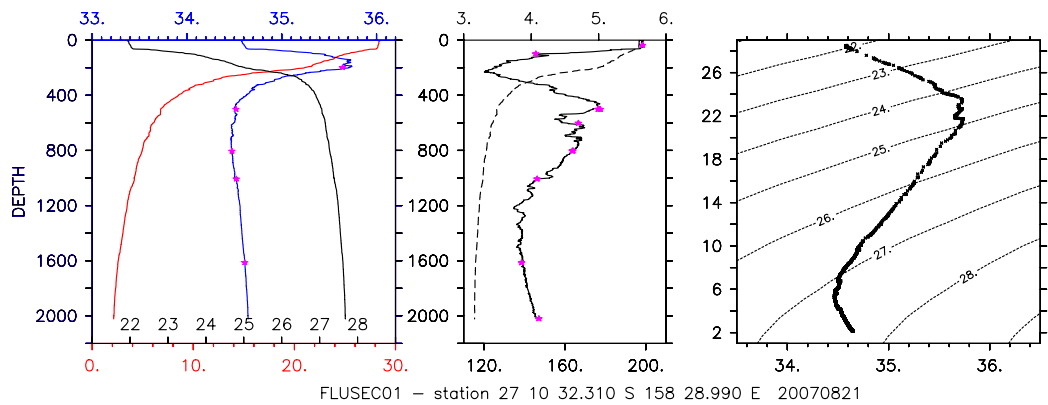 33. 34. 35. 36.
3. 4. 5. 6.
0 400 800 1200 1600 2000
DEPTH
22 23 24 25 26 27 28
0. 10. 20. 30.
0 400 800 1200 1600 2000
120. 160. 200.
26 22 18 14 10 6 2
23. 24. 25. 26. 27. 28.
34. 35. 36.
FLUSEC01 – station 27 10 32.310 S 158 28.990 E 20070821